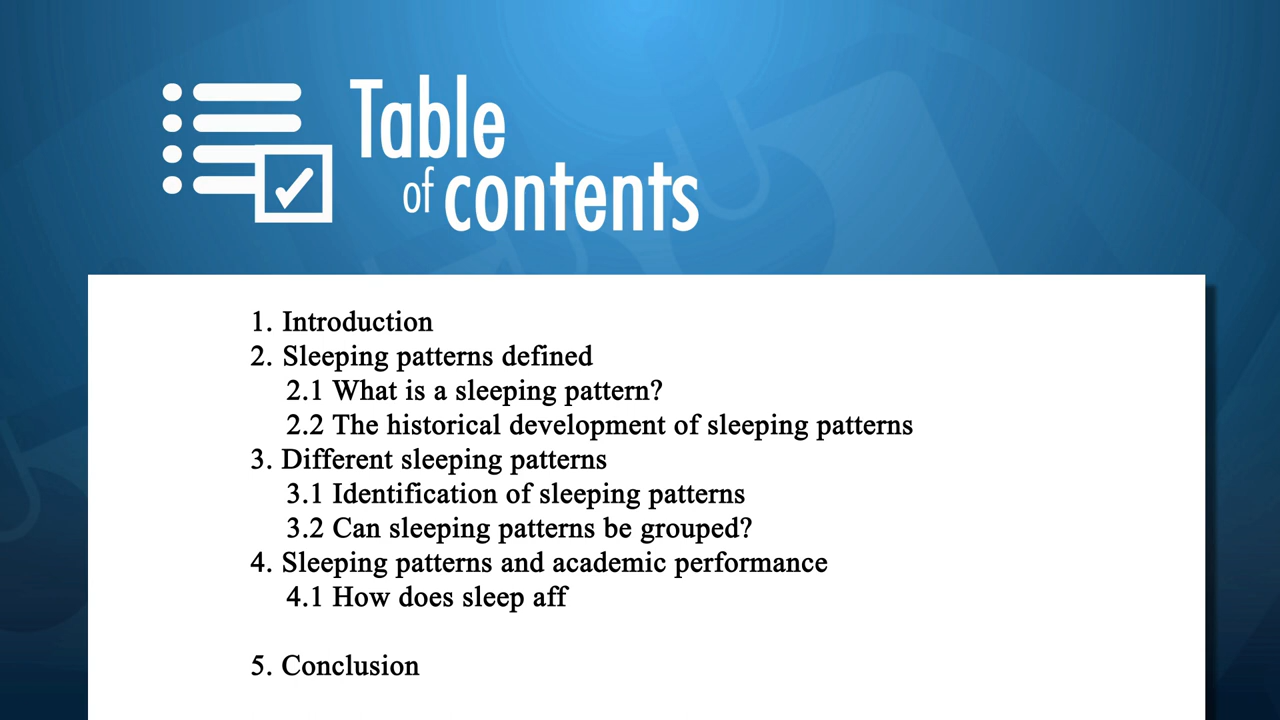 Table
of contents
1. Introduction
2. Sleeping patterns defined
2.1 What is a sleeping pattern?
2.2 The historical development of sleeping patterns
3. Different sleeping patterns
3.1 Identification of sleeping patterns
3.2 Can sleeping patterns be grouped?
4. Sleeping patterns and academic performance
4.1 How does sleep aff
5. Conclusion